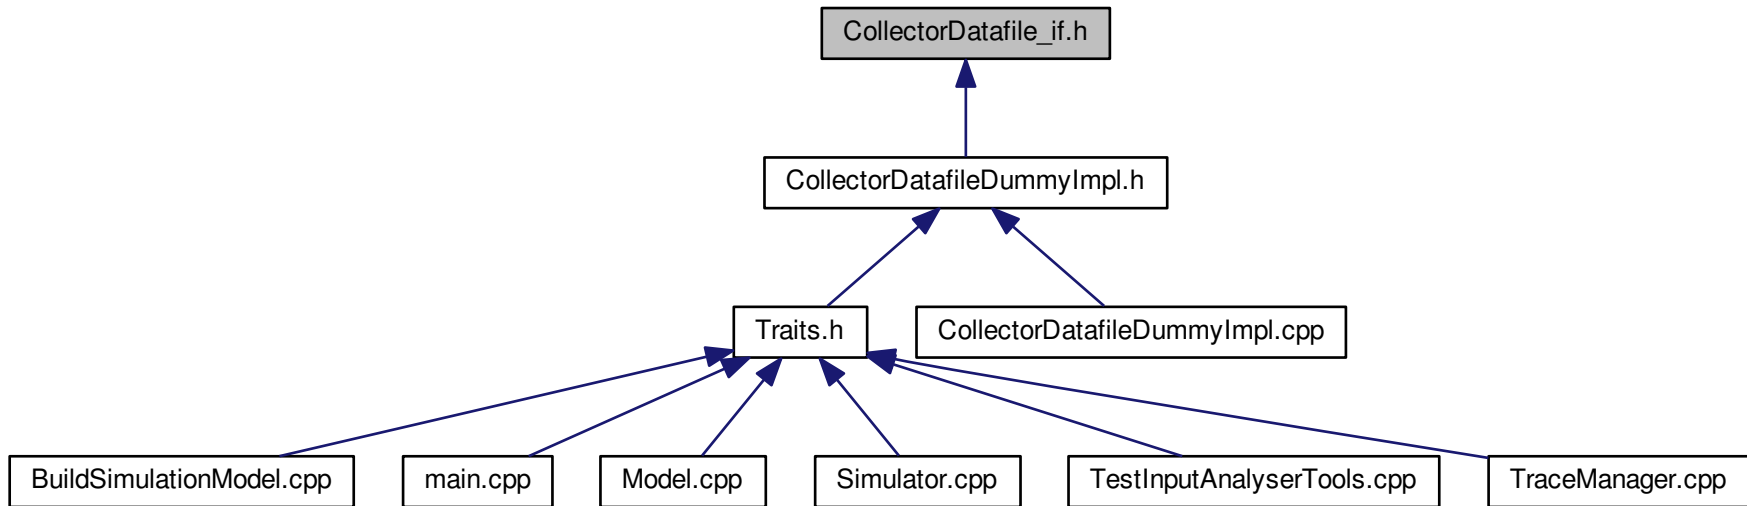 CollectorDatafile_if.h
CollectorDatafileDummyImpl.h
Traits.h
CollectorDatafileDummyImpl.cpp
BuildSimulationModel.cpp
main.cpp
Model.cpp
Simulator.cpp
TestInputAnalyserTools.cpp
TraceManager.cpp